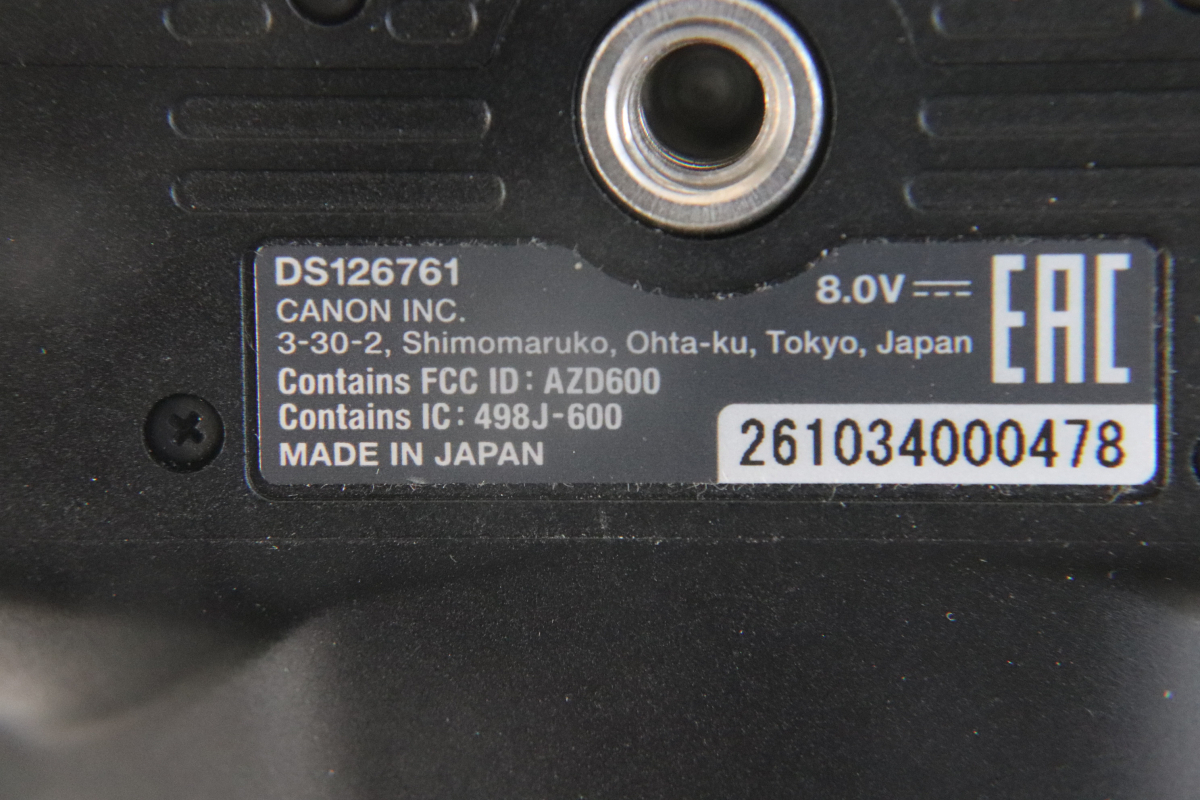 DS126761
8.0V
EAC
CANON INC.
3-30-2, Shimomaruko, Ohta-ku, Tokyo, Japan
Contains FCC ID: AZD600
Contains IC: 498J-600
MADE IN JAPAN
261034000478